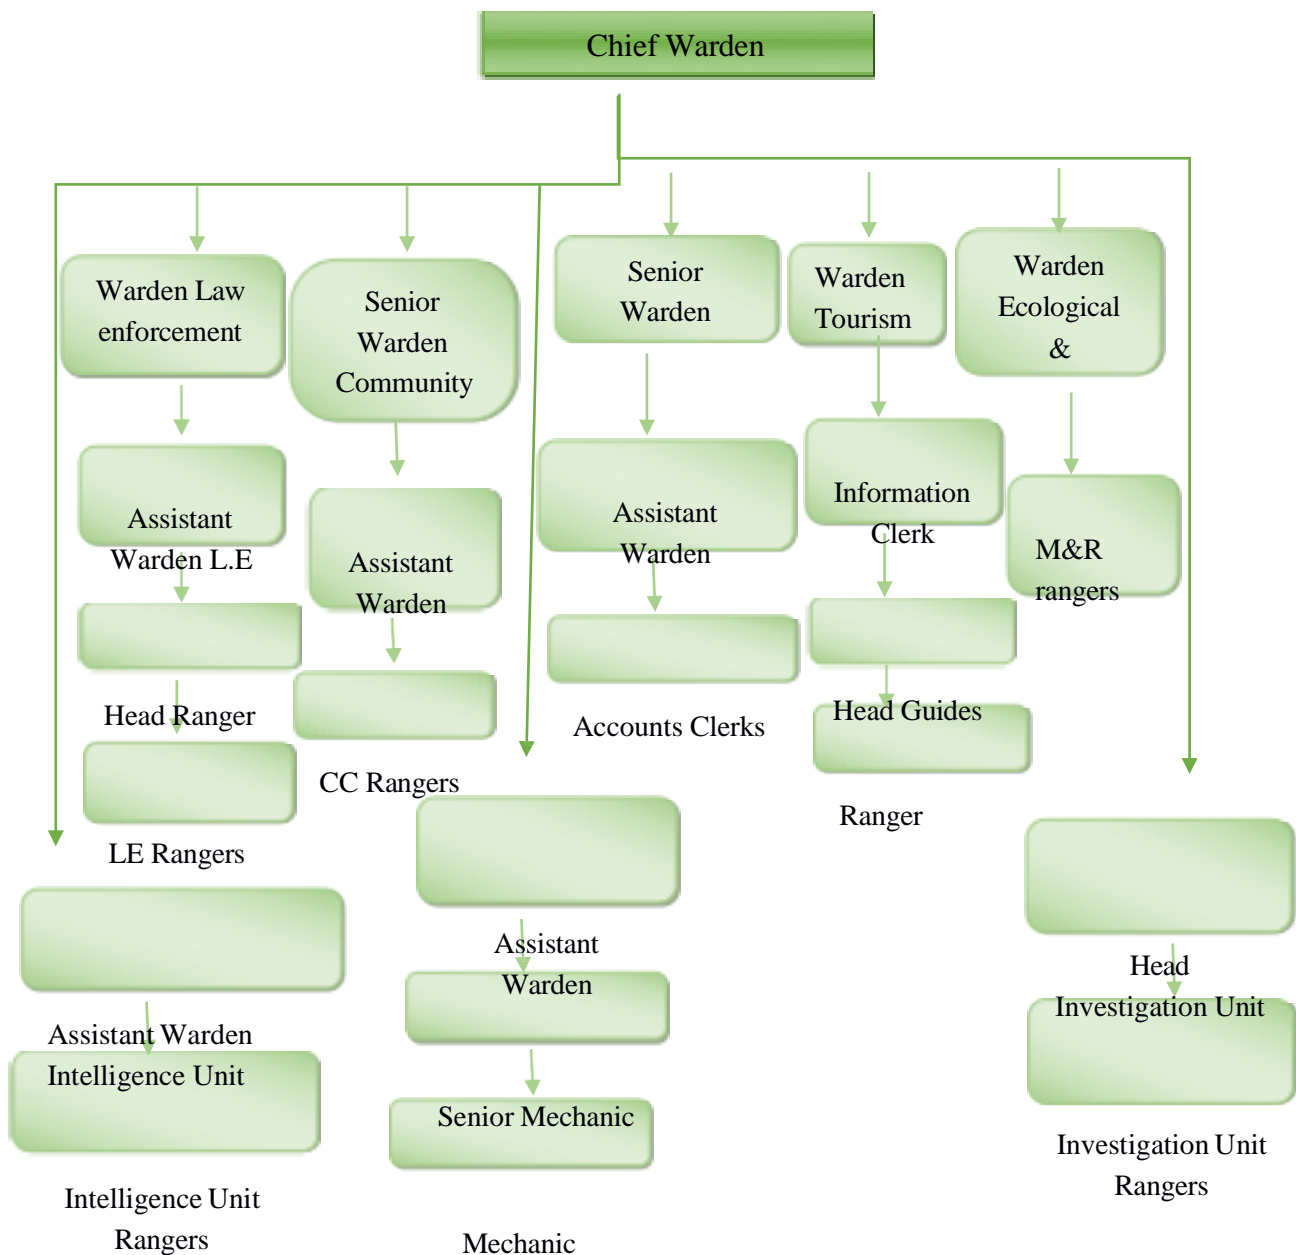 Chief Warden
Warden Law
enforcement
Senior
Warden
Community
Senior
Warden
Warden
Tourism
Warden
Ecological
&
Assistant
Warden L.E
Assistant
Warden
Assistant
Warden
Information
Clerk
M&R
rangers
Head Ranger
CC Rangers
Accounts Clerks
Head Guides
LE Rangers
Ranger
Assistant Warden
Intelligence Unit
Assistant
Warden
Head
Investigation Unit
Intelligence Unit
Rangers
Senior Mechanic
Mechanic
Investigation Unit
Rangers